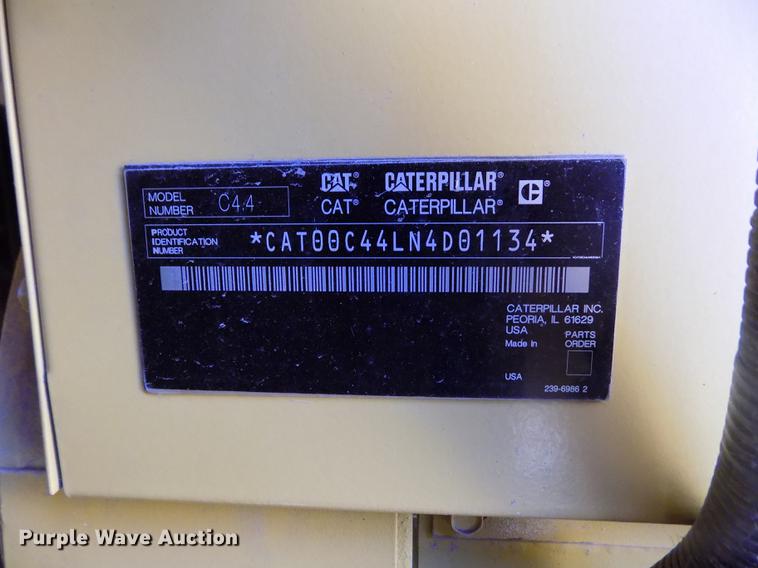 MODEL NUMBER C4.4
CAT® CATERPILLAR®
CAT® CATERPILLAR® C
PRODUCT IDENTIFICATION NUMBER *CAT00C44LN4D01134*
CATERPILLAR INC.
PEORIA, IL 61629
USA
Made In
PARTS ORDER
USA
239-6986 2
Purple Wave Auction